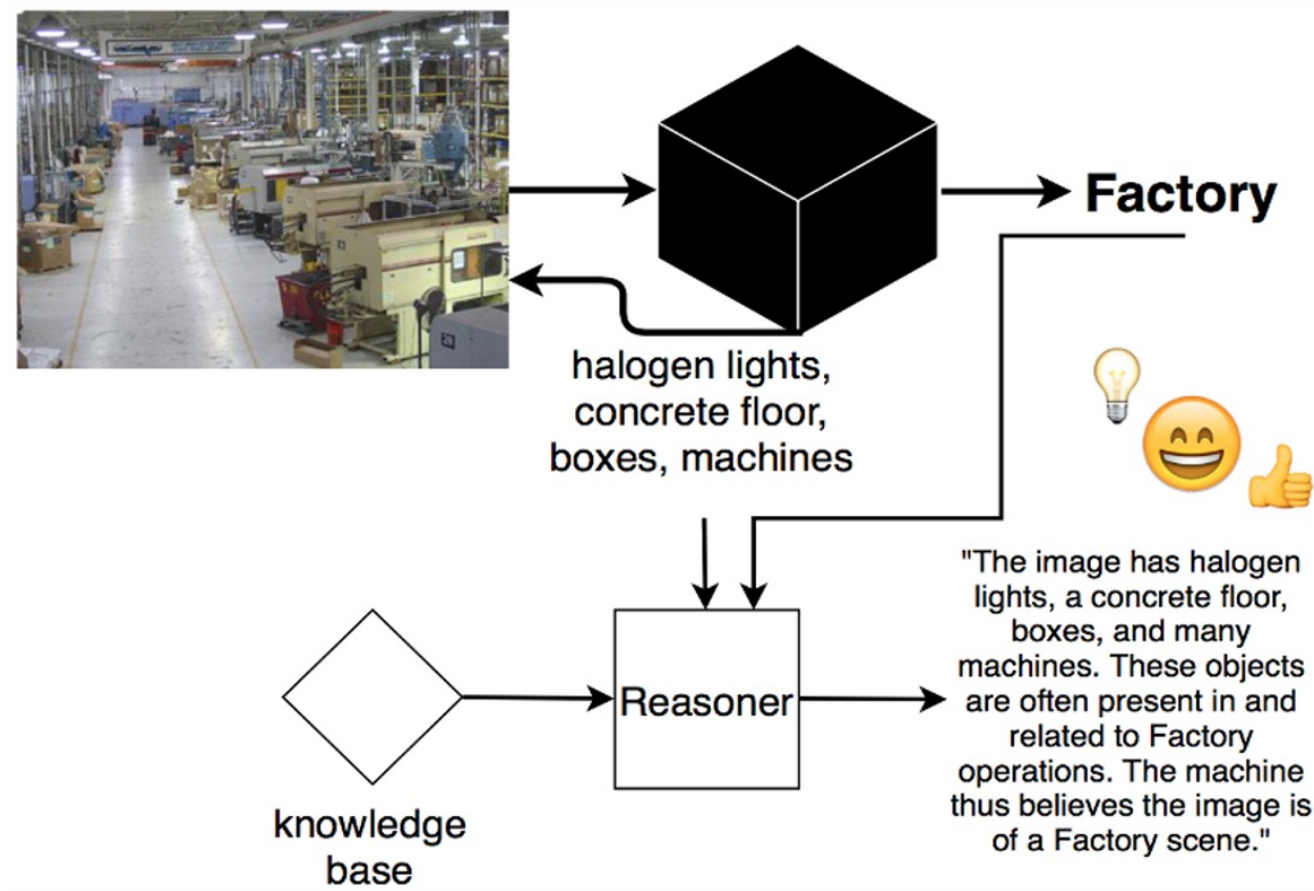 Factory
halogen lights,
concrete floor,
boxes, machines
"The image has halogen
lights, a concrete floor,
boxes, and many
machines. These objects
are often present in and
related to Factory
operations. The machine
thus believes the image is
of a Factory scene."
Reasoner
knowledge
base